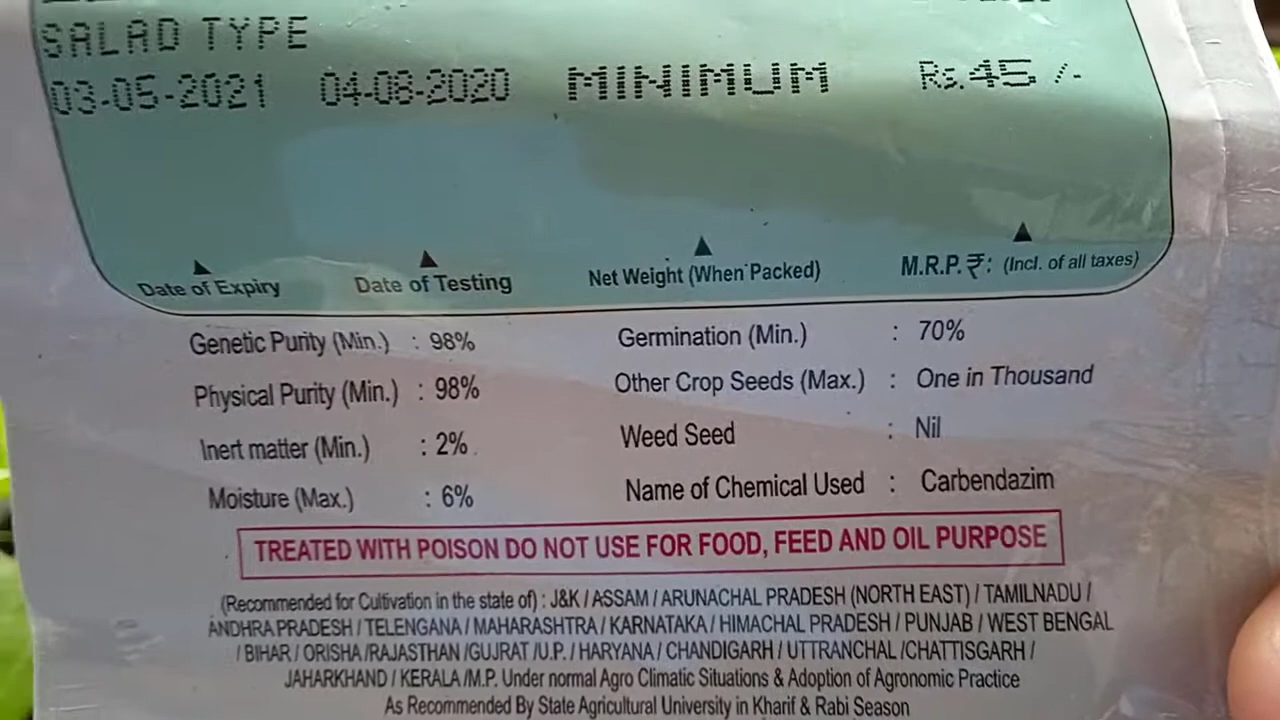 SALAD TYPE
03-05-2021 04-08-2020 MINIMUM Rs.45 /-
Date of Expiry Date of Testing Net Weight (When Packed) M.R.P. ₹: (Incl. of all taxes)
Genetic Purity (Min.) : 98% Germination (Min.) : 70%
Physical Purity (Min.) : 98% Other Crop Seeds (Max.) : One in Thousand
Inert matter (Min.) : 2% Weed Seed : Nil
Moisture (Max.) : 6% Name of Chemical Used : Carbendazim
TREATED WITH POISON DO NOT USE FOR FOOD, FEED AND OIL PURPOSE
(Recommended for Cultivation in the state of) : J&K / ASSAM / ARUNACHAL PRADESH (NORTH EAST) / TAMILNADU /
ANDHRA PRADESH / TELENGANA / MAHARASHTRA / KARNATAKA / HIMACHAL PRADESH / PUNJAB / WEST BENGAL
/ BIHAR / ORISHA /RAJASTHAN /GUJRAT /U.P. / HARYANA / CHANDIGARH / UTTRANCHAL /CHATTISGARH /
JAHARKHAND / KERALA /M.P. Under normal Agro Climatic Situations & Adoption of Agronomic Practice
As Recommended By State Agricultural University in Kharif & Rabi Season